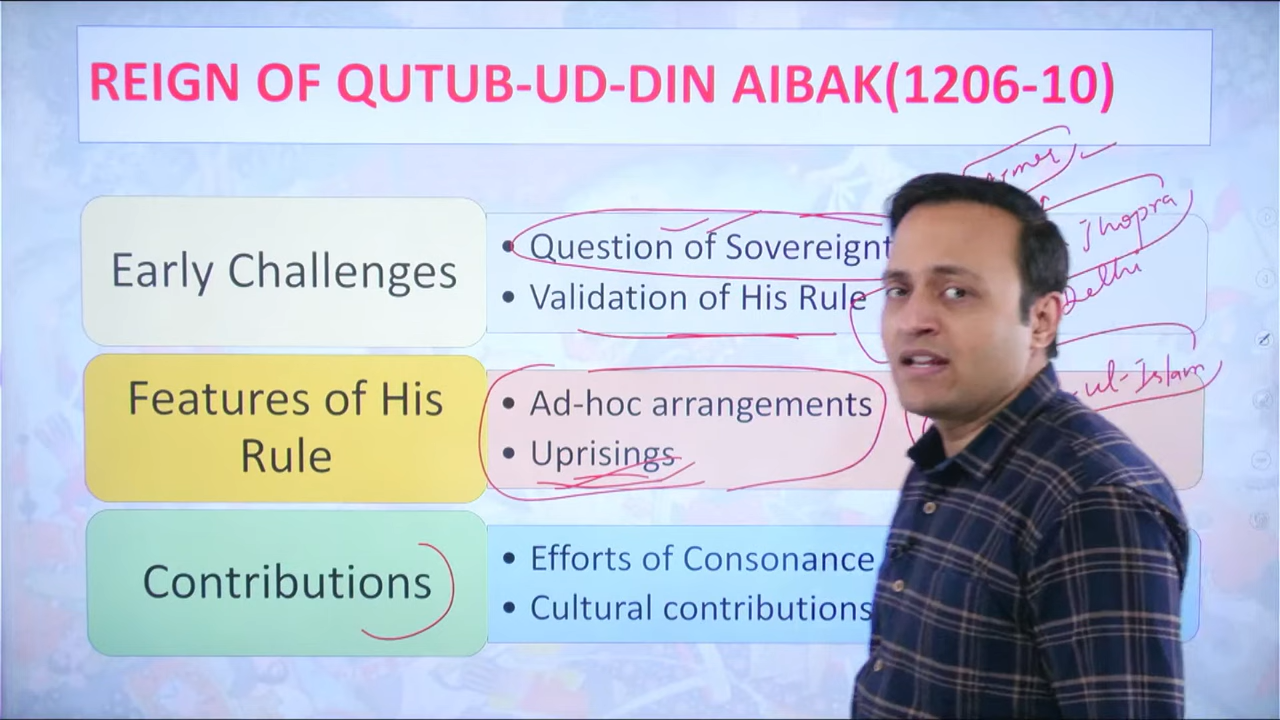 REIGN OF QUTUB-UD-DIN AIBAK(1206-10)
Early Challenges
• Question of Sovereignt
• Validation of His Rule
Features of His
Rule
• Ad-hoc arrangements
• Uprisings
Contributions
• Efforts of Consonance
• Cultural contributions
Jhopra
Delhi
-ul-Islam